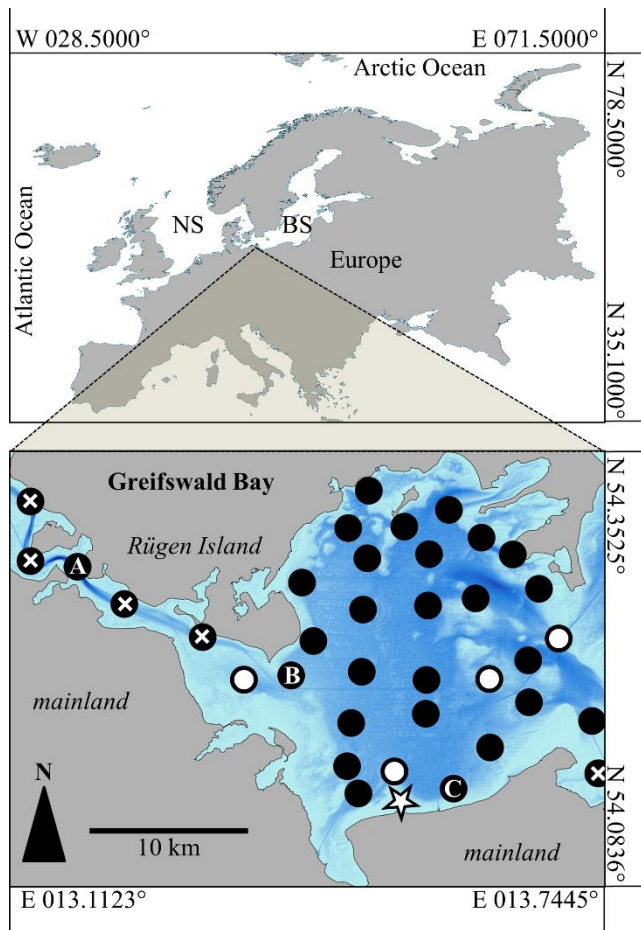 W 028.5000° E 071.5000°
Arctic Ocean
N 78.5000°
NS BS
Europe
Atlantic Ocean
N 35.1000°
Greifswald Bay
N 54.3525°
Rügen Island
A
B
mainland
C
N
10 km
mainland
N 54.0836°
E 013.1123° E 013.7445°